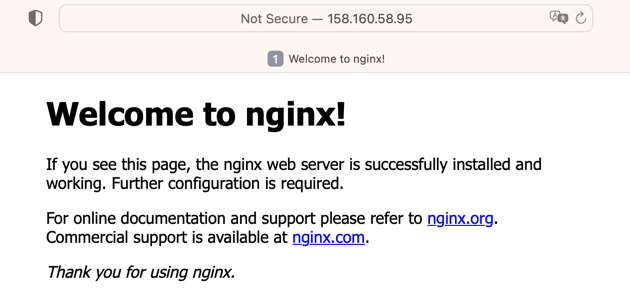 Not Secure — 158.160.58.95
1 Welcome to nginx!
Welcome to nginx!
If you see this page, the nginx web server is successfully installed and
working. Further configuration is required.
For online documentation and support please refer to nginx.org.
Commercial support is available at nginx.com.
Thank you for using nginx.